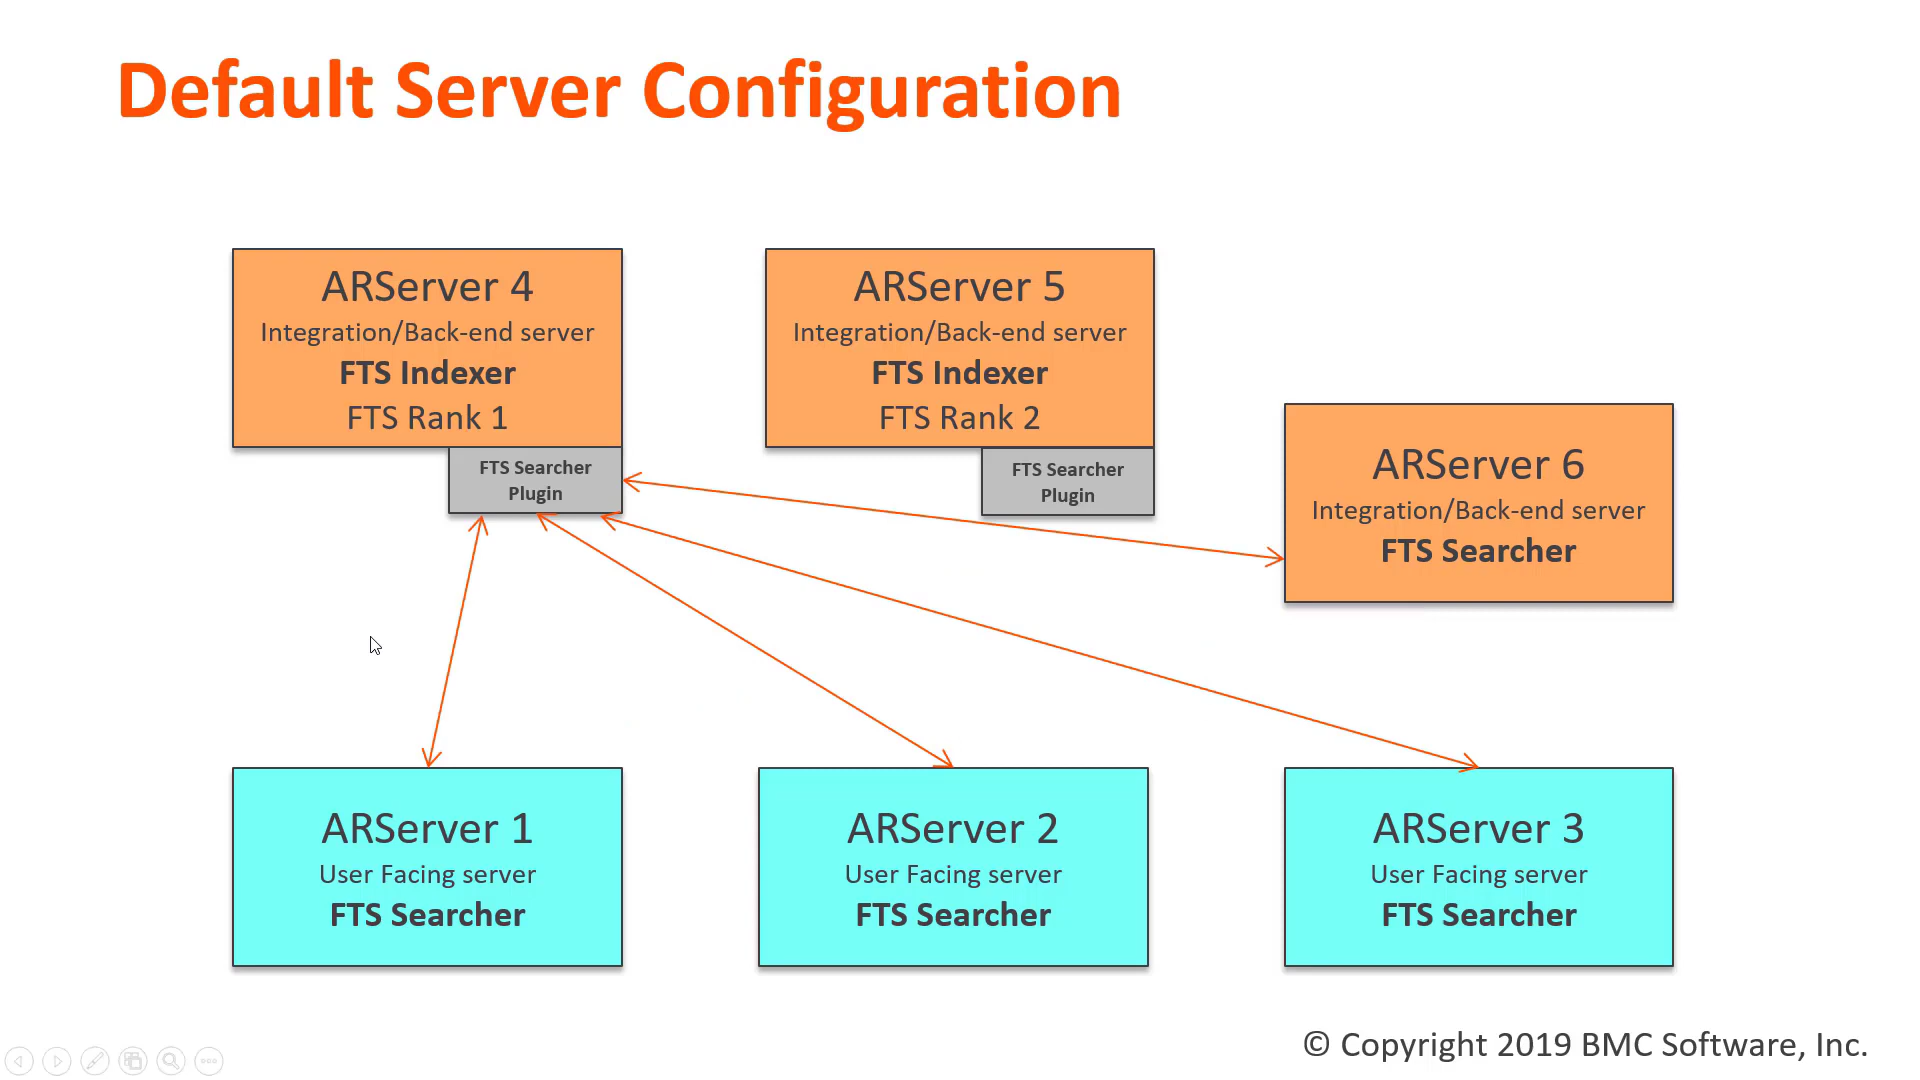 Default Server Configuration
ARServer 4
Integration/Back-end server
FTS Indexer
FTS Rank 1
FTS Searcher
Plugin
ARServer 5
Integration/Back-end server
FTS Indexer
FTS Rank 2
FTS Searcher
Plugin
ARServer 6
Integration/Back-end server
FTS Searcher
ARServer 1
User Facing server
FTS Searcher
ARServer 2
User Facing server
FTS Searcher
ARServer 3
User Facing server
FTS Searcher
© Copyright 2019 BMC Software, Inc.